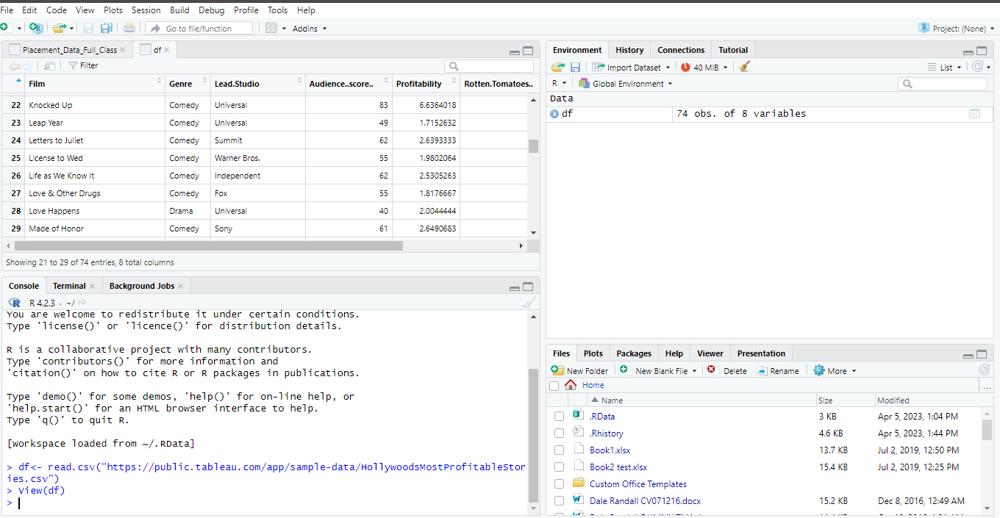 File Edit Code View Plots Session Build Debug Profile Tools Help
Go to file/function Addins Project: (None)
Placement_Data_Full_Class df
Filter
Film Genre Lead.Studio Audience..score.. Profitability Rotten.Tomatoes..
22 Knocked Up Comedy Universal 83 6.6364018
23 Leap Year Comedy Universal 49 1.7152632
24 Letters to Juliet Comedy Summit 62 2.6393333
25 License to Wed Comedy Warner Bros. 55 1.9802064
26 Life as We Know It Comedy Independent 62 2.5305263
27 Love & Other Drugs Comedy Fox 55 1.8176667
28 Love Happens Drama Universal 40 2.0044444
29 Made of Honor Comedy Sony 61 2.6490683
Showing 21 to 29 of 74 entries, 8 total columns
Console Terminal Background Jobs
R R 4.2.3 · ~/
You are welcome to redistribute it under certain conditions.
Type 'license()' or 'licence()' for distribution details.
R is a collaborative project with many contributors.
Type 'contributors()' for more information and
'citation()' on how to cite R or R packages in publications.
Type 'demo()' for some demos, 'help()' for on-line help, or
'help.start()' for an HTML browser interface to help.
Type 'q()' to quit R.
[Workspace loaded from ~/.RData]
> df<- read.csv("https://public.tableau.com/app/sample-data/HollywoodsMostProfitableStor
ies.csv")
> View(df)
>
Environment History Connections Tutorial
Import Dataset 40 MiB List
R Global Environment
Data
df 74 obs. of 8 variables
Files Plots Packages Help Viewer Presentation
New Folder New Blank File Delete Rename More
Home ...
Name Size Modified
.RData 3 KB Apr 5, 2023, 1:04 PM
.Rhistory 4.6 KB Apr 5, 2023, 1:44 PM
Book1.xlsx 13.7 KB Jul 2, 2019, 12:50 PM
Book2 test.xlsx 15.4 KB Jul 2, 2019, 12:25 PM
Custom Office Templates
Dale Randall CV071216.docx 15.2 KB Dec 8, 2016, 12:49 AM